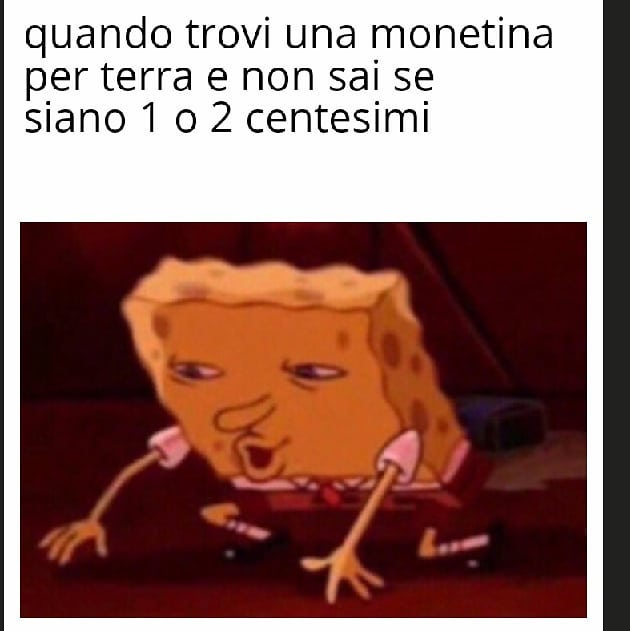 quando trovi una monetina
per terra e non sai se
siano 1 o 2 centesimi